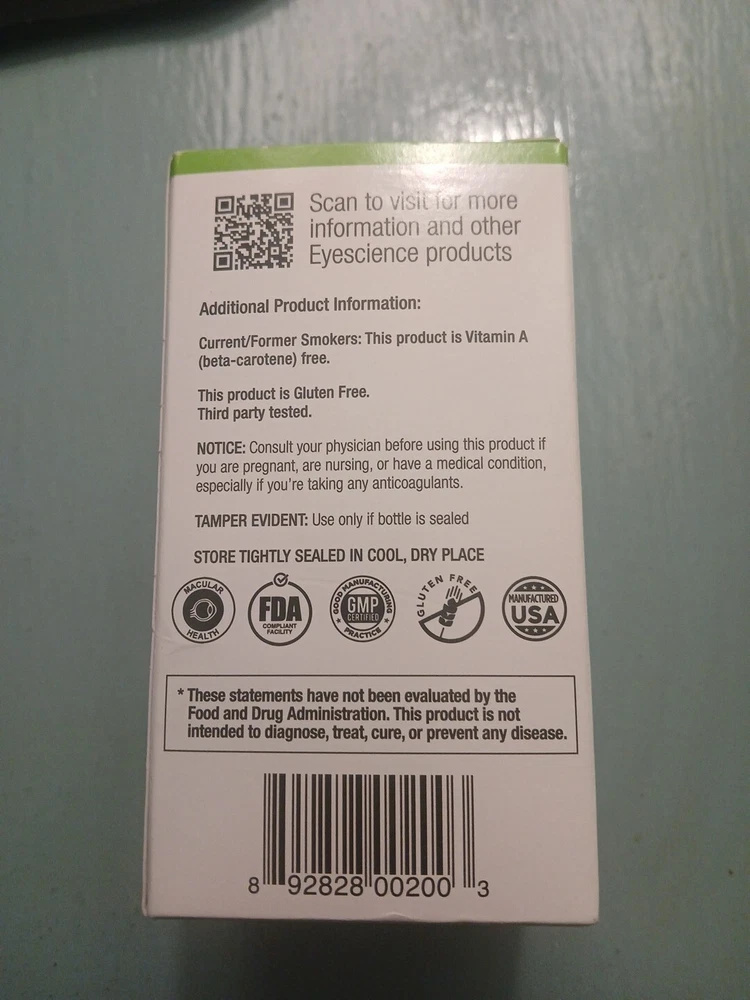 Scan to visit for more
information and other
Eyescience products
Additional Product Information:
Current/Former Smokers: This product is Vitamin A
(beta-carotene) free.
This product is Gluten Free.
Third party tested.
NOTICE: Consult your physician before using this product if
you are pregnant, are nursing, or have a medical condition,
especially if you're taking any anticoagulants.
TAMPER EVIDENT: Use only if bottle is sealed
STORE TIGHTLY SEALED IN COOL, DRY PLACE
MACULAR
HEALTH
FDA
COMPLIANT
FACILITY
GOOD MANUFACTURING
GMP
CERTIFIED
PRACTICE
GLUTEN FREE
MANUFACTURED
USA
* These statements have not been evaluated by the
Food and Drug Administration. This product is not
intended to diagnose, treat, cure, or prevent any disease.
8 92828 00200 3